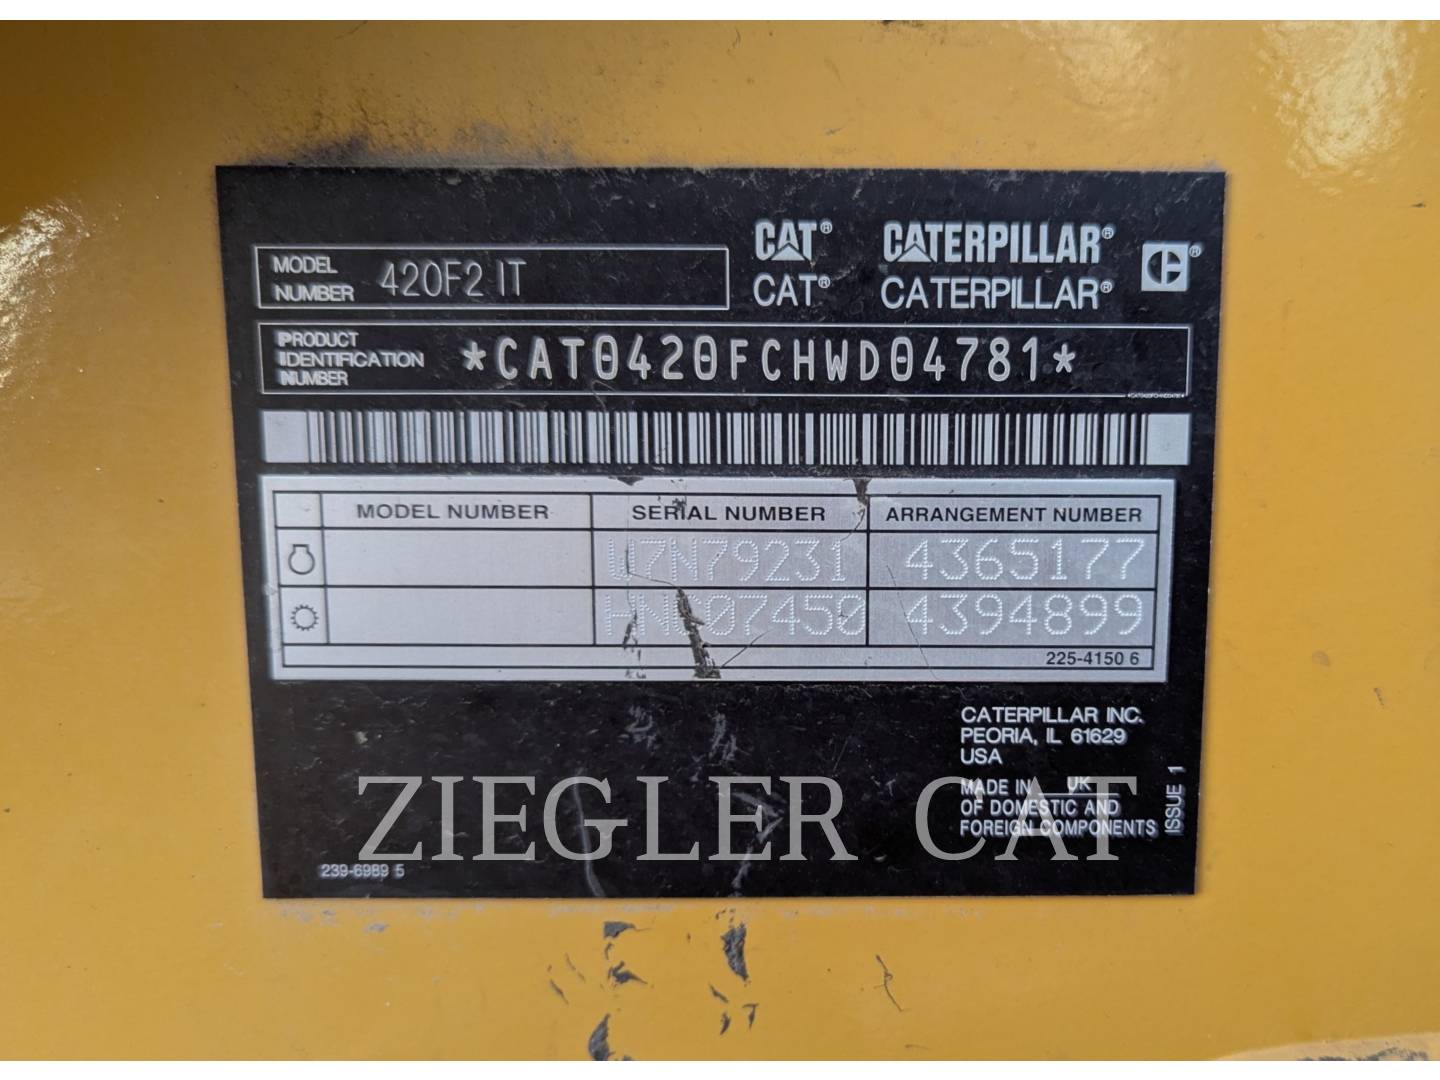 CAT® CATERPILLAR® ®
CAT® CATERPILLAR®
MODEL NUMBER 420F2 IT
PRODUCT IDENTIFICATION NUMBER *CAT0420FCHWD04781*
*CAT0420FCHWD04781*
MODEL NUMBER SERIAL NUMBER ARRANGEMENT NUMBER
W7N79231 4365177
HNC07450 4394899
225-4150 6
CATERPILLAR INC.
PEORIA, IL 61629
USA
MADE IN UK
OF DOMESTIC AND
FOREIGN COMPONENTS
ISSUE 1
ZIEGLER CAT
239-6989 5